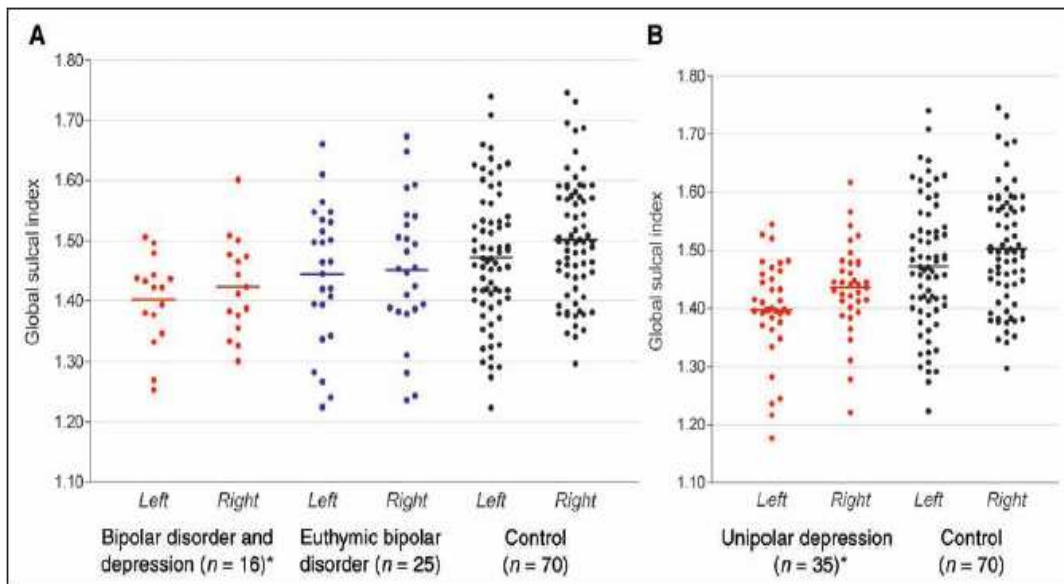 A
B
1.80
1.70
1.60
1.50
1.40
1.30
1.20
1.10
Global sulcal index
Left
Right
Left
Right
Left
Right
Bipolar disorder and
depression (n = 16)*
Euthymic bipolar
disorder (n = 25)
Control
(n = 70)
1.80
1.70
1.60
1.50
1.40
1.30
1.20
1.10
Global sulcal index
Left
Right
Left
Right
Unipolar depression
(n = 35)*
Control
(n = 70)